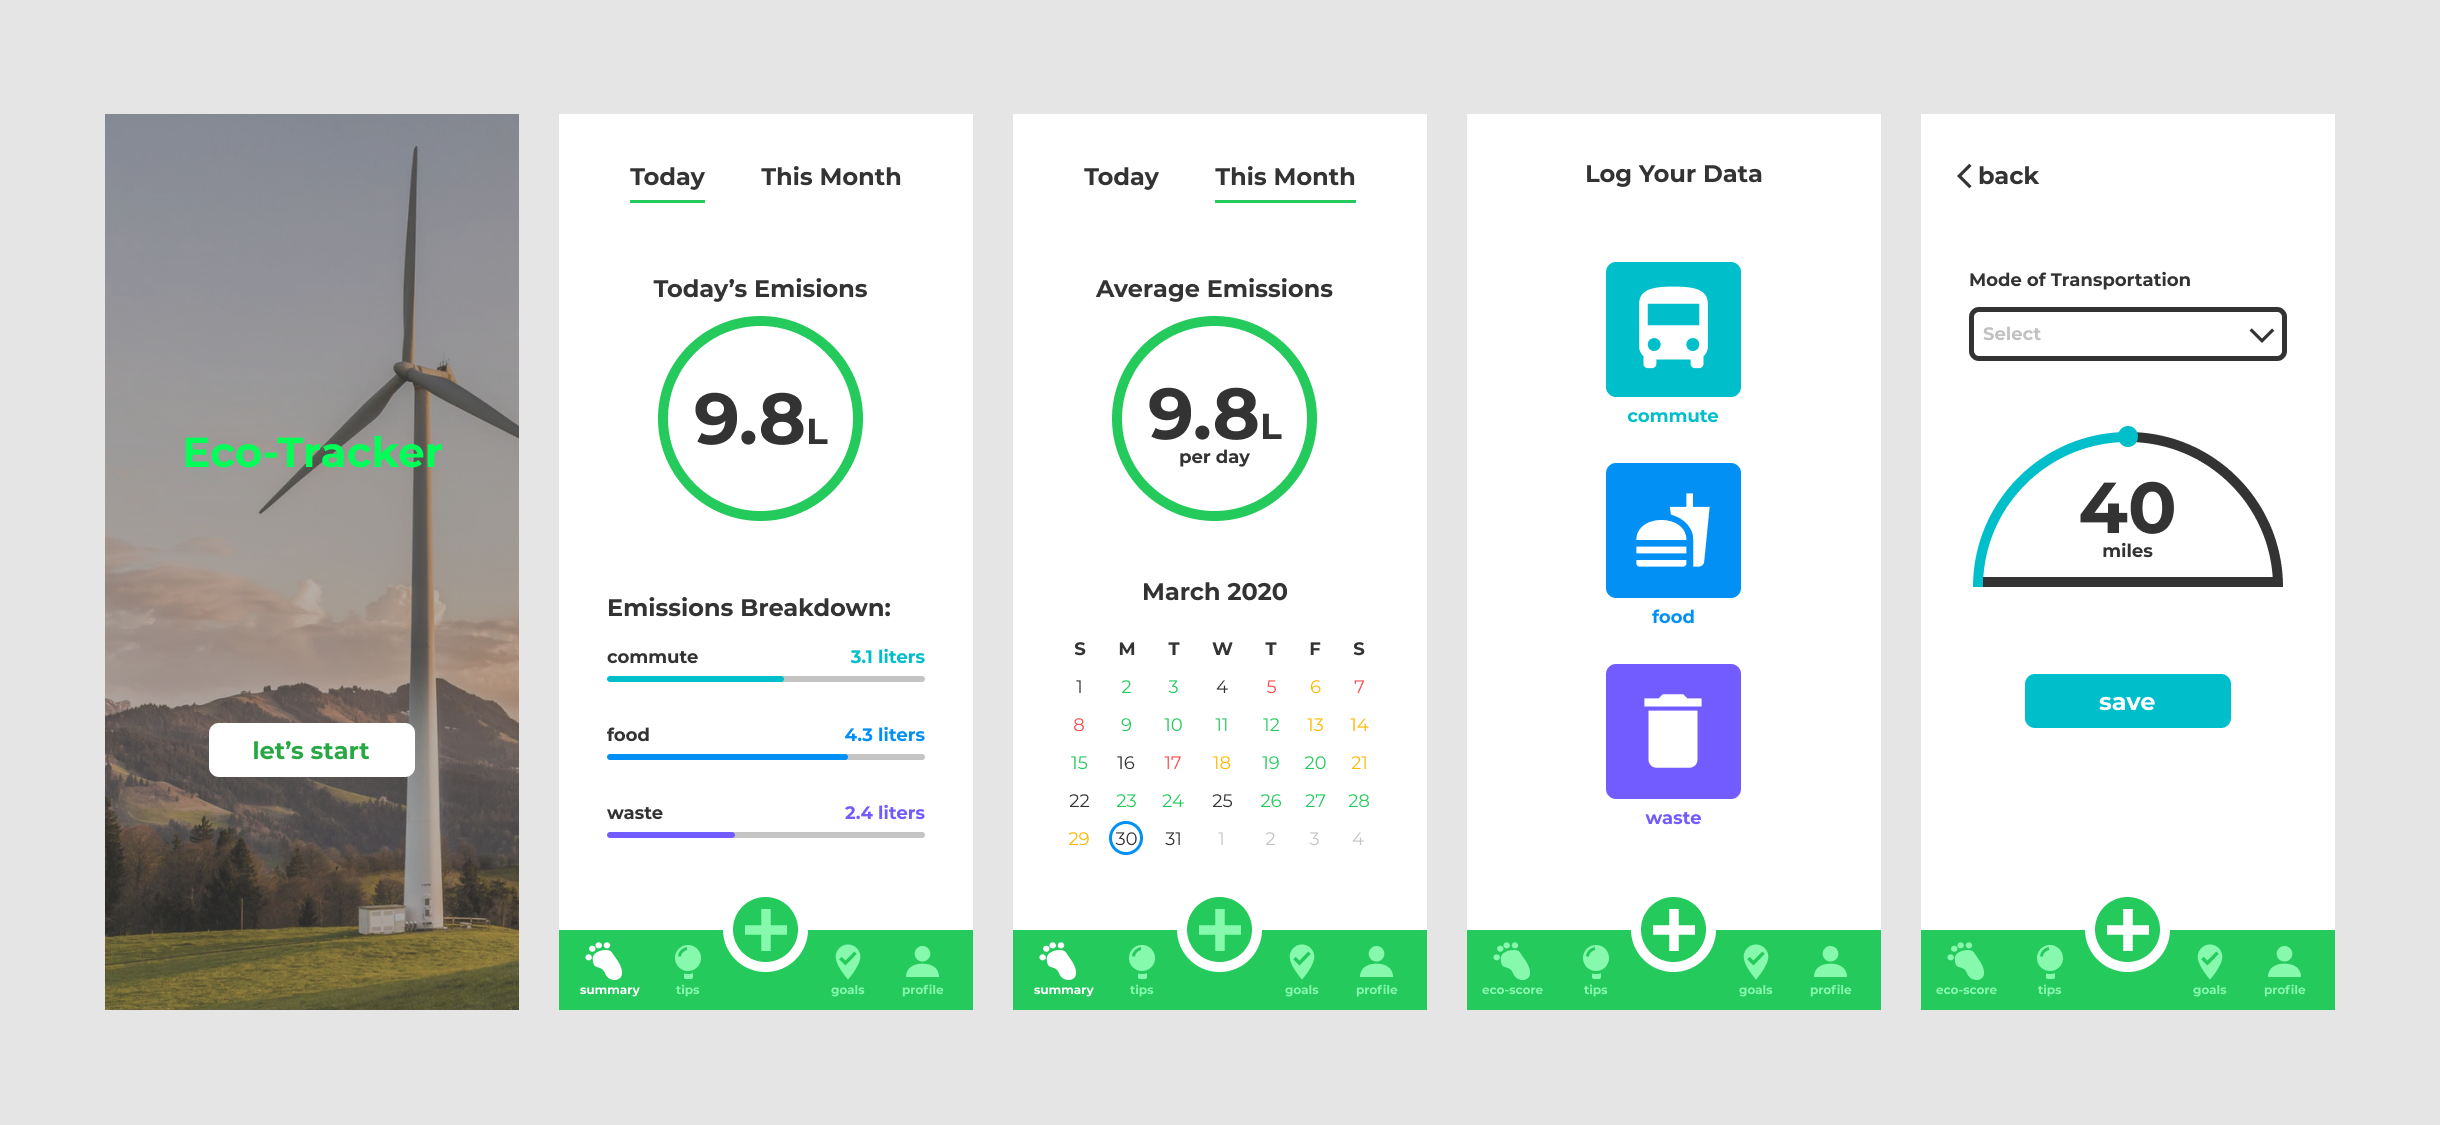 Eco-Tracker
let's start
Today This Month
Today's Emisions
9.8L
Emissions Breakdown:
commute 3.1 liters
food 4.3 liters
waste 2.4 liters
summary tips goals profile
Today This Month
Average Emissions
9.8L
per day
March 2020
S M T W T F S
1 2 3 4 5 6 7
8 9 10 11 12 13 14
15 16 17 18 19 20 21
22 23 24 25 26 27 28
29 30 31 1 2 3 4
summary tips goals profile
Log Your Data
commute
food
waste
eco-score tips goals profile
back
Mode of Transportation
Select
40
miles
save
eco-score tips goals profile